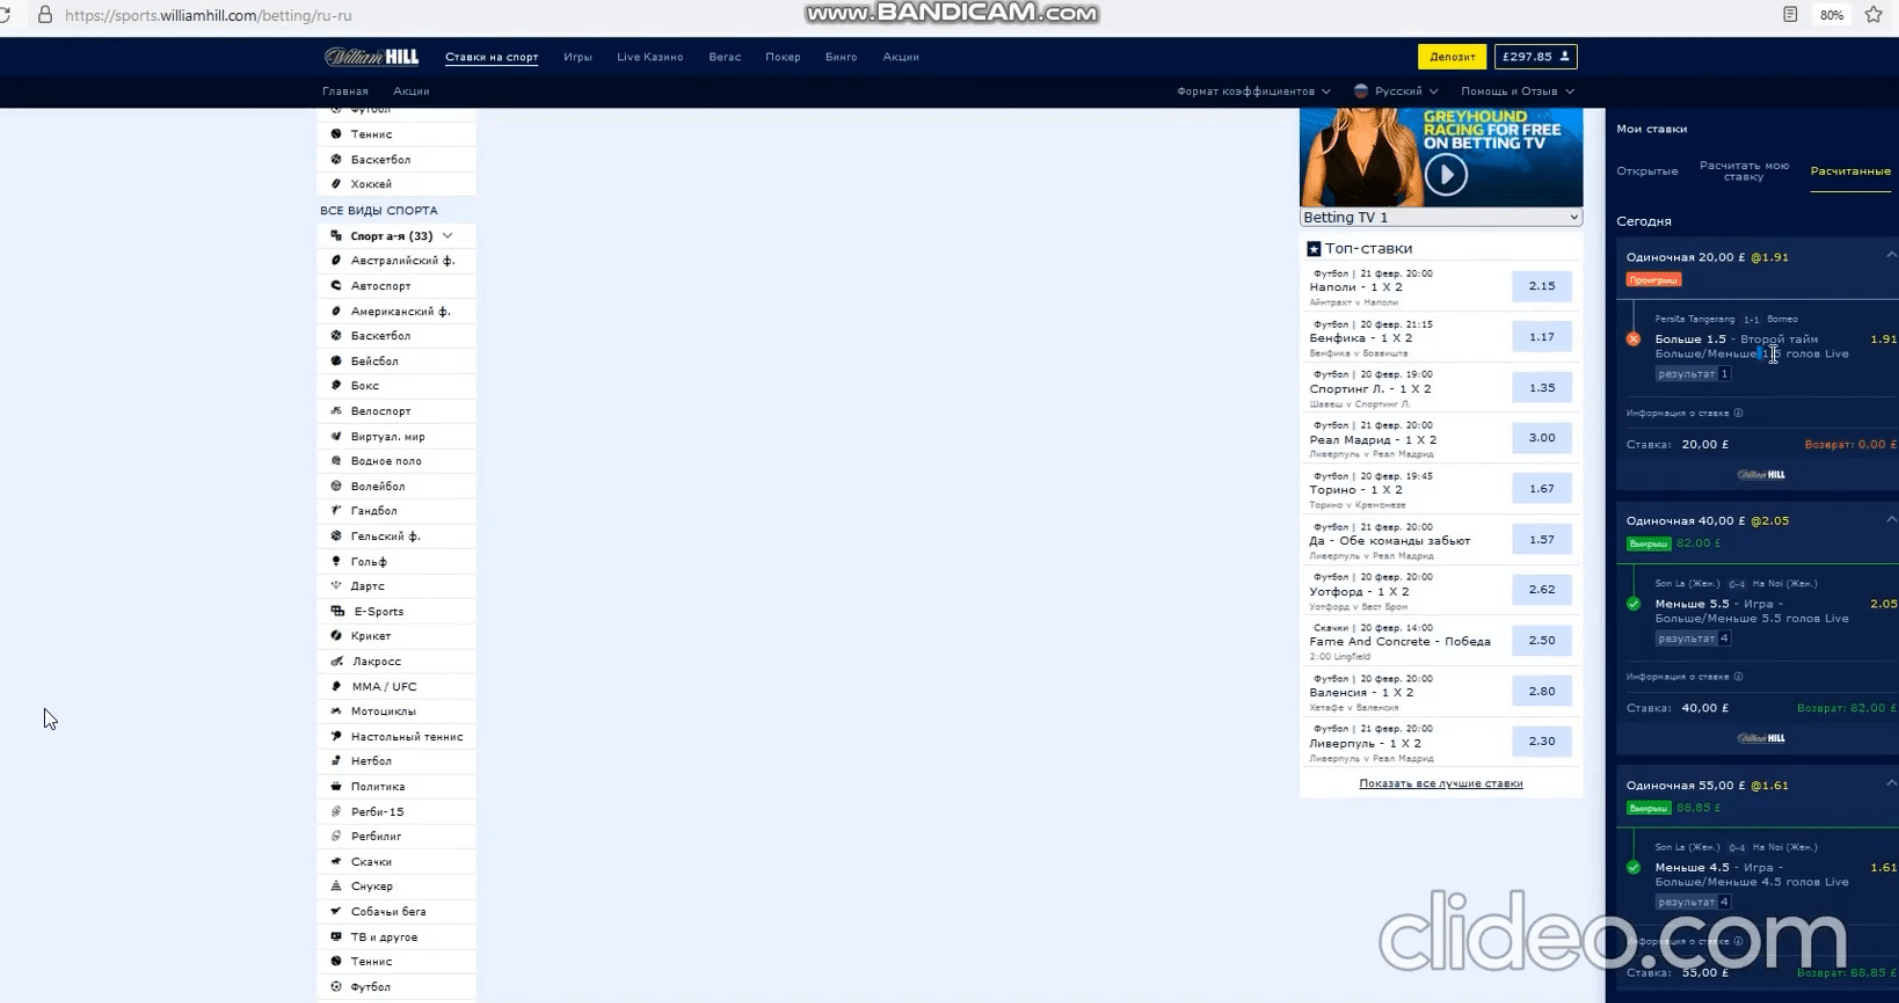 https://sports.williamhill.com/betting/ru-ru
www.BANDICAM.com
80%
William HILL
Ставки на спорт
Игры
Live Казино
Вегас
Покер
Бинго
Акции
Депозит
£297.85
Главная
Акции
Формат коэффициентов
Русский
Помощь и Отзыв
Футбол
Теннис
Баскетбол
Хоккей
ВСЕ ВИДЫ СПОРТА
Спорт а-я (33)
Австралийский ф.
Автоспорт
Американский ф.
Баскетбол
Бейсбол
Бокс
Велоспорт
Виртуал. мир
Водное поло
Волейбол
Гандбол
Гельский ф.
Гольф
Дартс
E-Sports
Крикет
Лакросс
MMA / UFC
Мотоциклы
Настольный теннис
Нетбол
Политика
Регби-15
Регбилиг
Скачки
Снукер
Собачьи бега
ТВ и другое
Теннис
Футбол
GREYHOUND
RACING FOR FREE
ON BETTING TV
Betting TV 1
Топ-ставки
Футбол | 21 февр. 20:00
Наполи - 1 X 2
2.15
Айнтрахт v Наполи
Футбол | 20 февр. 21:15
Бенфика - 1 X 2
1.17
Бенфика v Боавишта
Футбол | 20 февр. 19:00
Спортинг Л. - 1 X 2
1.35
Шавеш v Спортинг Л.
Футбол | 21 февр. 20:00
Реал Мадрид - 1 X 2
3.00
Ливерпуль v Реал Мадрид
Футбол | 20 февр. 19:45
Торино - 1 X 2
1.67
Торино v Кремонезе
Футбол | 21 февр. 20:00
Да - Обе команды забьют
1.57
Ливерпуль v Реал Мадрид
Футбол | 20 февр. 20:00
Уотфорд - 1 X 2
2.62
Уотфорд v Вест Бром
Скачки | 20 февр. 14:00
Fame And Concrete - Победа
2.50
2:00 Lingfield
Футбол | 20 февр. 20:00
Валенсия - 1 X 2
2.80
Хетафе v Валенсия
Футбол | 21 февр. 20:00
Ливерпуль - 1 X 2
2.30
Ливерпуль v Реал Мадрид
Показать все лучшие ставки
Мои ставки
Открытые
Расчитать мою
ставку
Расчитанные
Сегодня
Одиночная 20,00 £ @1.91
Проигрыш
Persita Tangerang 1-1 Borneo
Больше 1.5 - Второй тайм
1.91
Больше/Меньше 1.5 голов Live
результат 1
Информация о ставке
Ставка: 20,00 £
Возврат: 0,00 £
William HILL
Одиночная 40,00 £ @2.05
Выигрыш 82,00 £
Son La (Жен.) 0-4 Ha Noi (Жен.)
Меньше 5.5 - Игра -
2.05
Больше/Меньше 5.5 голов Live
результат 4
Информация о ставке
Ставка: 40,00 £
Возврат: 82,00 £
William HILL
Одиночная 55,00 £ @1.61
Выигрыш 88,85 £
Son La (Жен.) 0-4 Ha Noi (Жен.)
Меньше 4.5 - Игра -
1.61
Больше/Меньше 4.5 голов Live
результат 4
Информация о ставке
Ставка: 55,00 £
Возврат: 88,85 £
clideo.com